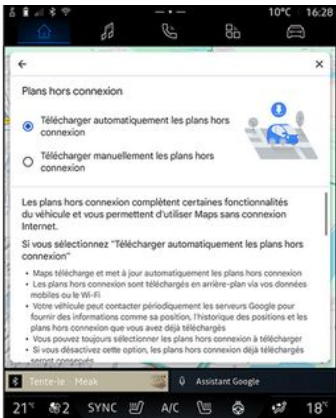 10°C 16:28
Plans hors connexion
Télécharger automatiquement les plans hors
connexion
Télécharger manuellement les plans hors
connexion
Les plans hors connexion complètent certaines fonctionnalités
du véhicule et vous permettent d'utiliser Maps sans connexion
Internet.
Si vous sélectionnez "Télécharger automatiquement les plans hors
connexion"
• Maps télécharge et met à jour automatiquement les plans hors connexion
• Les plans hors connexion sont téléchargés en arrière-plan via vos données
mobiles ou le Wi-Fi
• Votre véhicule peut contacter périodiquement les serveurs Google pour
fournir des informations comme sa position, l'historique des positions et les
plans hors connexion que vous avez déjà téléchargés
• Vous pouvez toujours sélectionner les plans hors connexion à télécharger
• Si vous désactivez cette option, les plans hors connexion déjà téléchargés
seront conservés
Tente-le Meak
Assistant Google
21° 2 SYNC A/C 18°